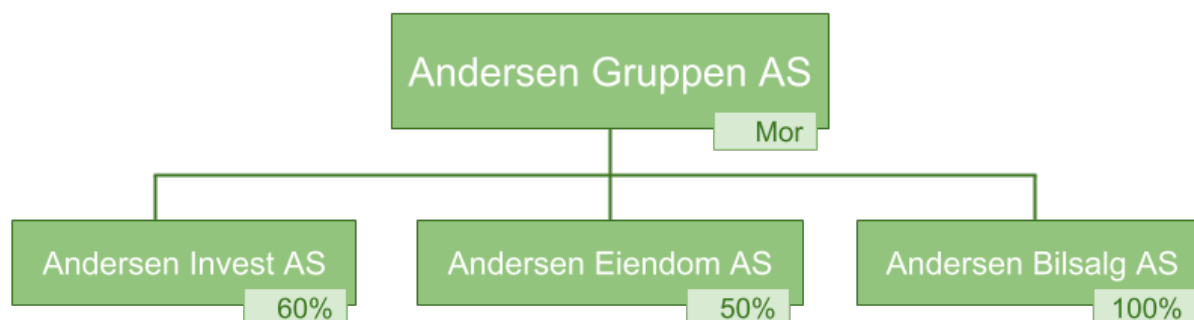 Andersen Gruppen AS
Mor
Andersen Invest AS
60%
Andersen Eiendom AS
50%
Andersen Bilsalg AS
100%